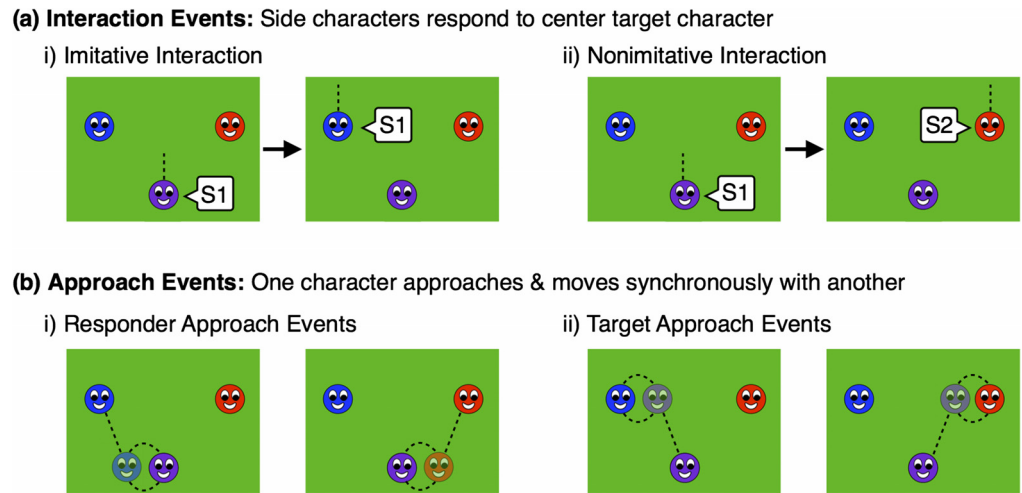 (a) Interaction Events: Side characters respond to center target character
i) Imitative Interaction
ii) Nonimitative Interaction
S1
S1
S1
S2
(b) Approach Events: One character approaches & moves synchronously with another
i) Responder Approach Events
ii) Target Approach Events